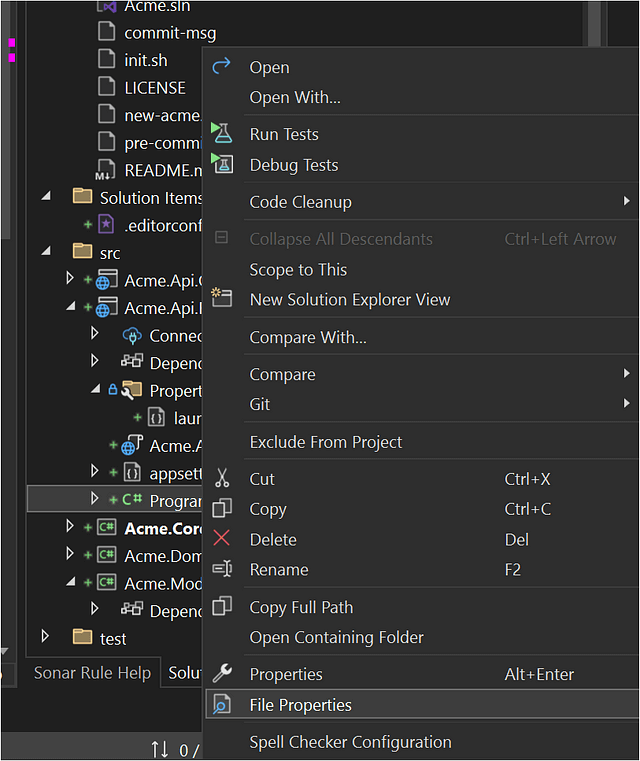 Acme.sln
commit-msg
init.sh
LICENSE
new-acme.
pre-commi
README.m
Solution Items
.editorconf
src
Acme.Api.
Acme.Api.
Connec
Depend
Propert
laun
Acme.A
appsett
C# Program
C# Acme.Core
C# Acme.Dom
C# Acme.Mod
Depend
test
Sonar Rule Help Solut
0 /
Open
Open With...
Run Tests
Debug Tests
Code Cleanup
Collapse All Descendants Ctrl+Left Arrow
Scope to This
New Solution Explorer View
Compare With...
Compare
Git
Exclude From Project
Cut Ctrl+X
Copy Ctrl+C
Delete Del
Rename F2
Copy Full Path
Open Containing Folder
Properties Alt+Enter
File Properties
Spell Checker Configuration